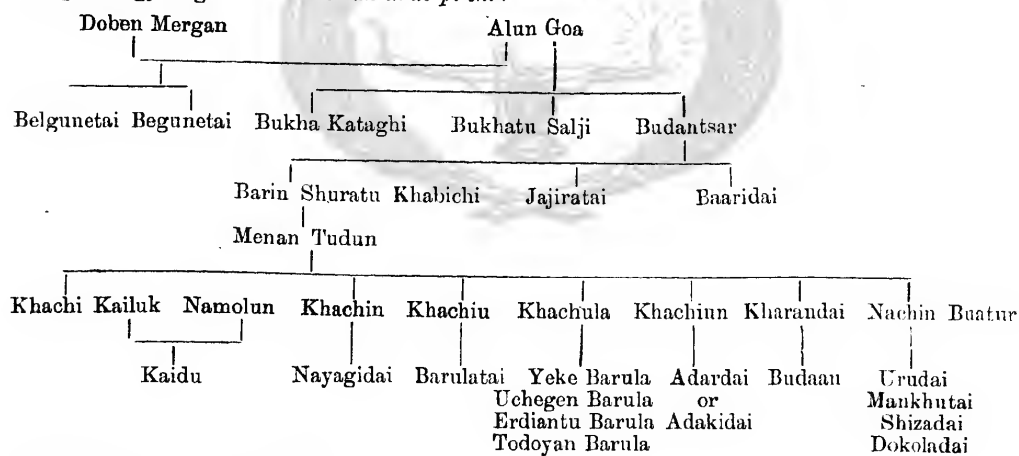 Doben Mergan Alun Goa
Belgunetai Begunetai Bukha Kataghi Bukhatu Salji Budantsar
Barin Shuratu Khabichi Jajiratai Baaridai
Menan Tudun
Khachi Kailuk Namolun Khachin Khachiu Khachula Khachiun Kharandai Nachin Buatur
Kaidu Nayagidai Barulatai Yeke Barula Adardai Budaan Urudai
Uchegen Barula or Mankhutai
Erdiantu Barula Adakidai Shizadai
Todoyan Barula Dokoladai